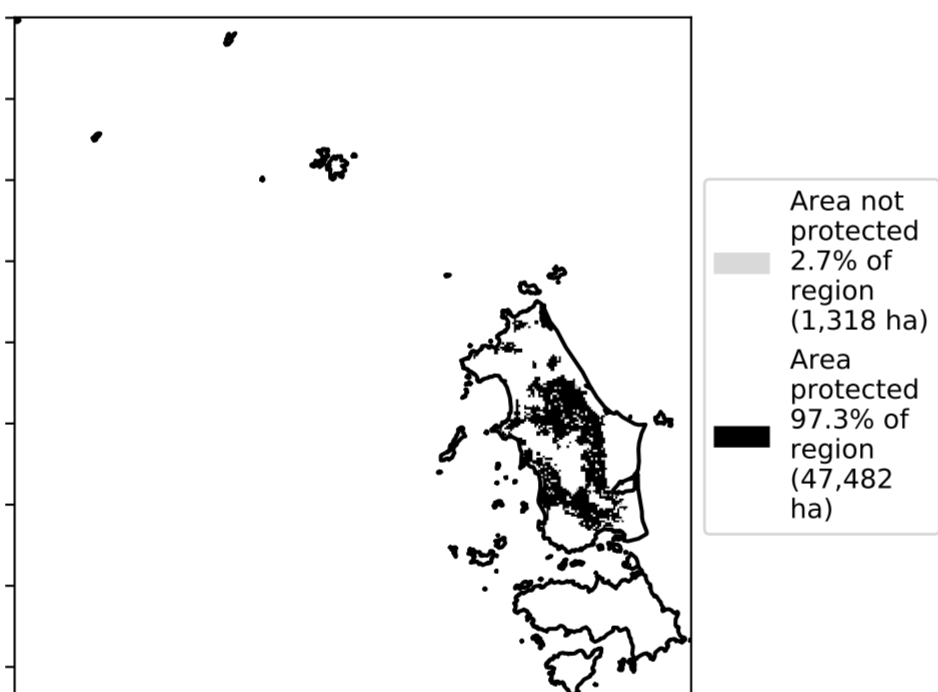 Area not
protected
2.7% of
region
(1,318 ha)
Area
protected
97.3% of
region
(47,482
ha)